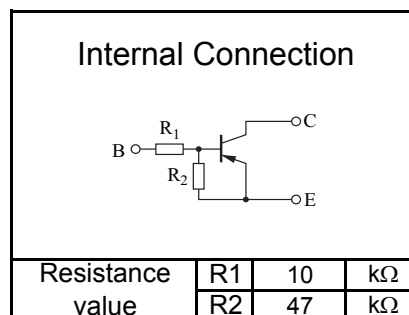 Internal Connection
C
R1
B
R2
E
Resistance value R1 10 kΩ
R2 47 kΩ